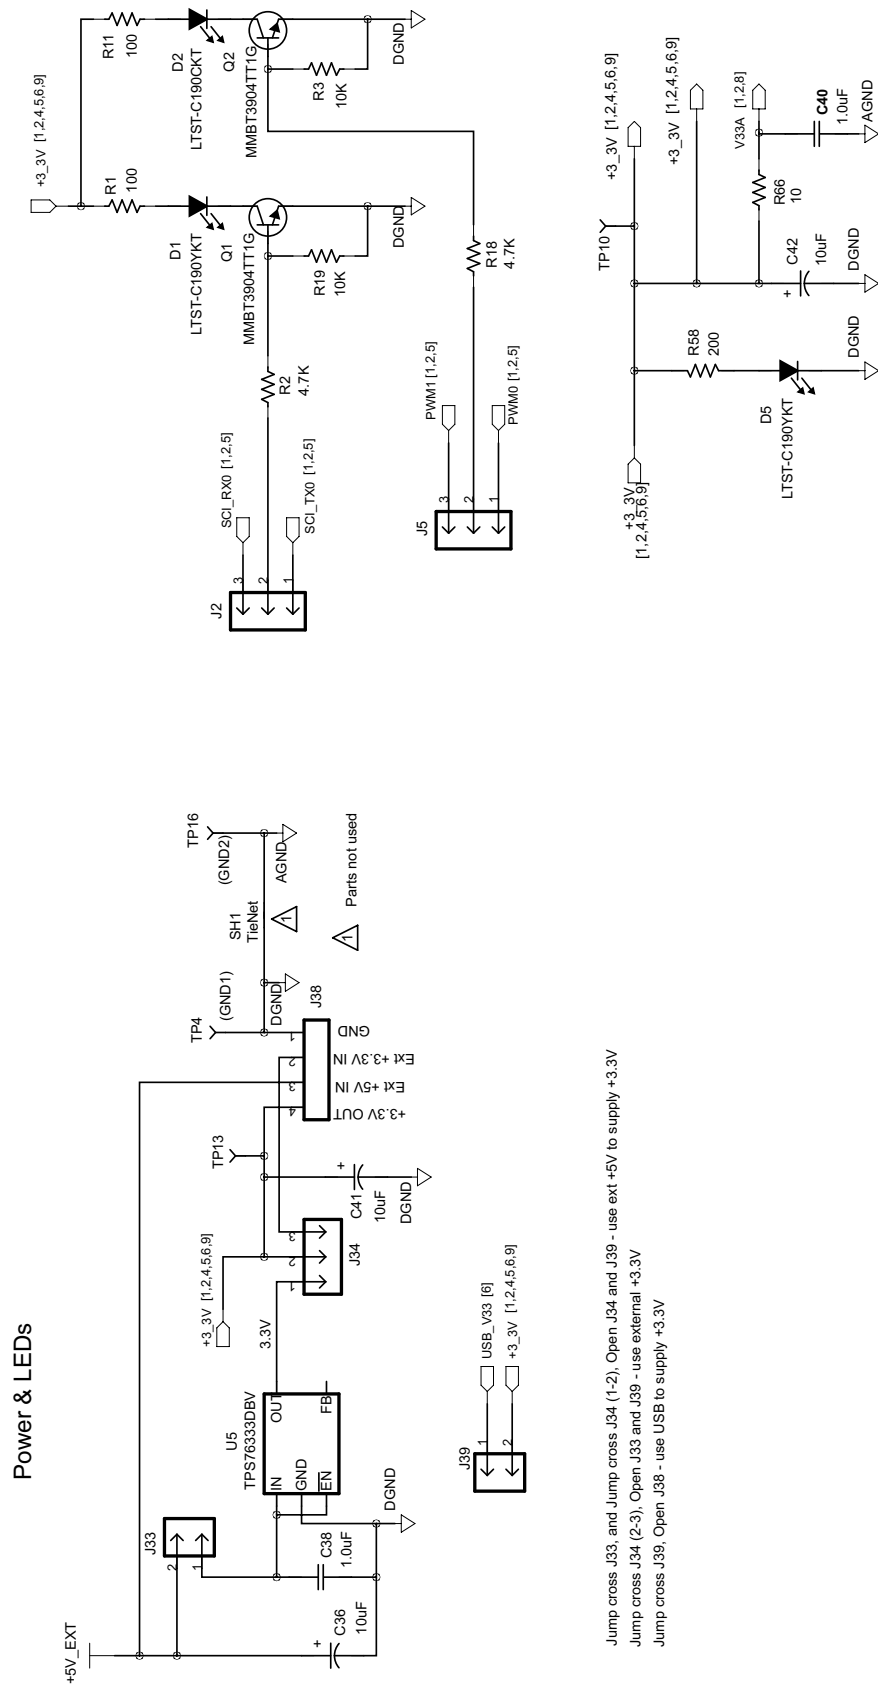 Power & LEDs
+5V_EXT
J33
2
1
C36
10uF
+
C38
1.0uF
DGND
U5
TPS76333DBV
IN
GND
EN
OUT
FB
3.3V
+3_3V [1,2,4,5,6,9]
J34
1
2
3
TP13
C41
10uF
+
DGND
J38
4
3
2
1
+3.3V OUT
Ext +5V IN
Ext +3.3V IN
GND
TP4
(GND1)
DGND
SH1
TieNet
1
TP16
(GND2)
AGND
1
Parts not used
J39
1
2
USB_V33 [6]
+3_3V [1,2,4,5,6,9]
Jump cross J33, and Jump cross J34 (1-2), Open J34 and J39 - use ext +5V to supply +3.3V
Jump cross J34 (2-3), Open J33 and J39 - use external +3.3V
Jump cross J39, Open J38 - use USB to supply +3.3V
J2
3
2
1
SCI_RX0 [1,2,5]
SCI_TX0 [1,2,5]
R2
4.7K
+3_3V [1,2,4,5,6,9]
R1
100
D1
LTST-C190YKT
Q1
MMBT3904TT1G
R19
10K
DGND
R11
100
D2
LTST-C190CKT
Q2
MMBT3904TT1G
R3
10K
DGND
J5
3
2
1
PWM1 [1,2,5]
PWM0 [1,2,5]
R18
4.7K
+3_3V
[1,2,4,5,6,9]
TP10
+3_3V [1,2,4,5,6,9]
+3_3V [1,2,4,5,6,9]
V33A [1,2,8]
R58
200
D5
LTST-C190YKT
DGND
C42
10uF
+
DGND
R66
10
C40
1.0uF
AGND